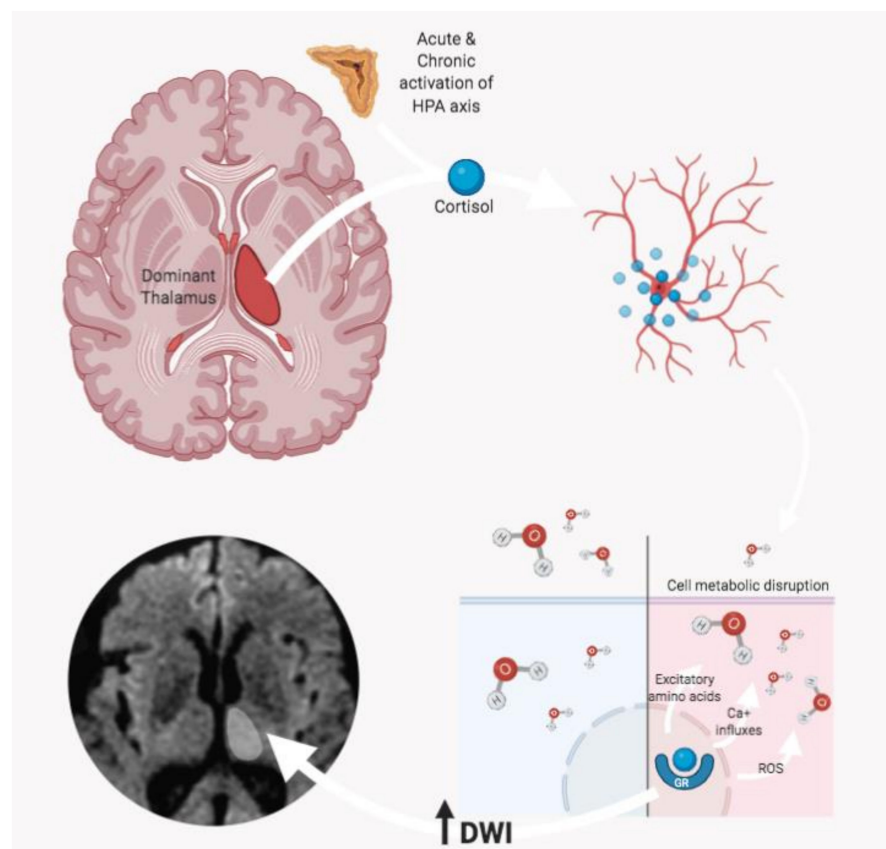 Acute &
Chronic
activation of
HPA axis
Cortisol
Dominant
Thalamus
H
O
H
O
O
Cell metabolic disruption
H
O
H
O
H
O
H
O
O
O
Excitatory
amino acids
Ca+
influxes
O
H
O
H
GR
ROS
DWI